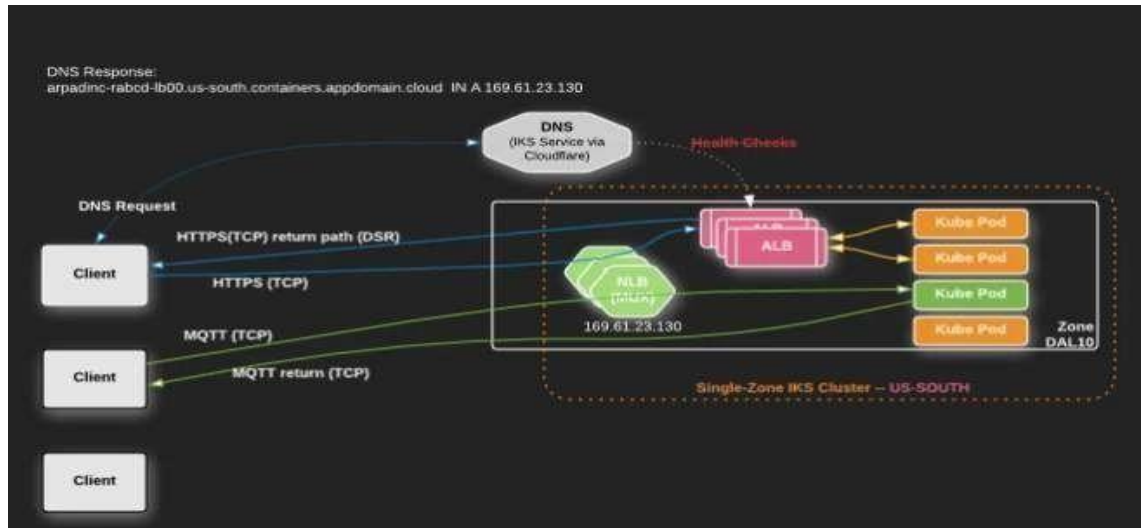 DNS Response:
arpadinc-rabcd-lb00.us-south.containers.appdomain.cloud IN A 169.61.23.130
DNS
(IKS Service via
Cloudflare)
Health Checks
DNS Request
HTTPS(TCP) return path (DSR)
HTTPS (TCP)
Client
ALB
ALB
Kube Pod
Kube Pod
Kube Pod
Kube Pod
NLB
(MUX)
169.61.23.130
Zone
DAL10
MQTT (TCP)
MQTT return (TCP)
Client
Single-Zone IKS Cluster -- US-SOUTH
Client